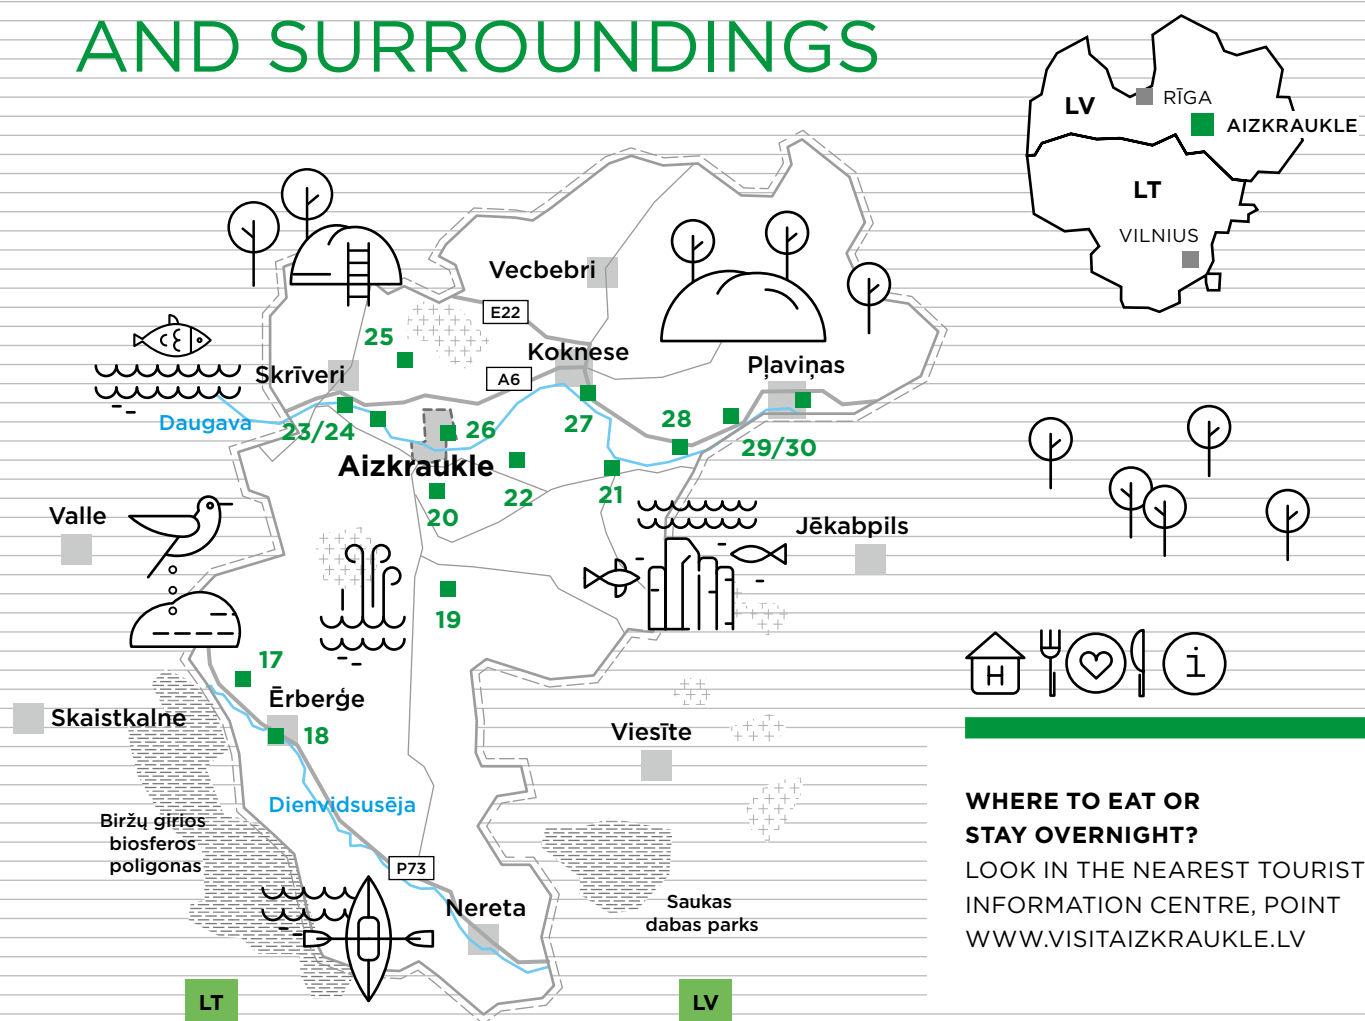 AND SURROUNDINGS
LV
RĪGA
AIZKRAUKLE
LT
VILNIUS
Vecbebri
E22
25
Koknese
Pļaviņas
Skrīveri
A6
Daugava
23/24
26
27
28
29/30
Aizkraukle
22
21
20
Valle
Jēkabpils
19
17
Ērberģe
Skaistkalne
18
Viesīte
H
i
Dienvidsusēja
WHERE TO EAT OR
STAY OVERNIGHT?
LOOK IN THE NEAREST TOURIST
INFORMATION CENTRE, POINT
WWW.VISITAIZKRAUKLE.LV
Biržų girios
biosferos
poligonas
P73
Nereta
Saukas
dabas parks
LT
LV